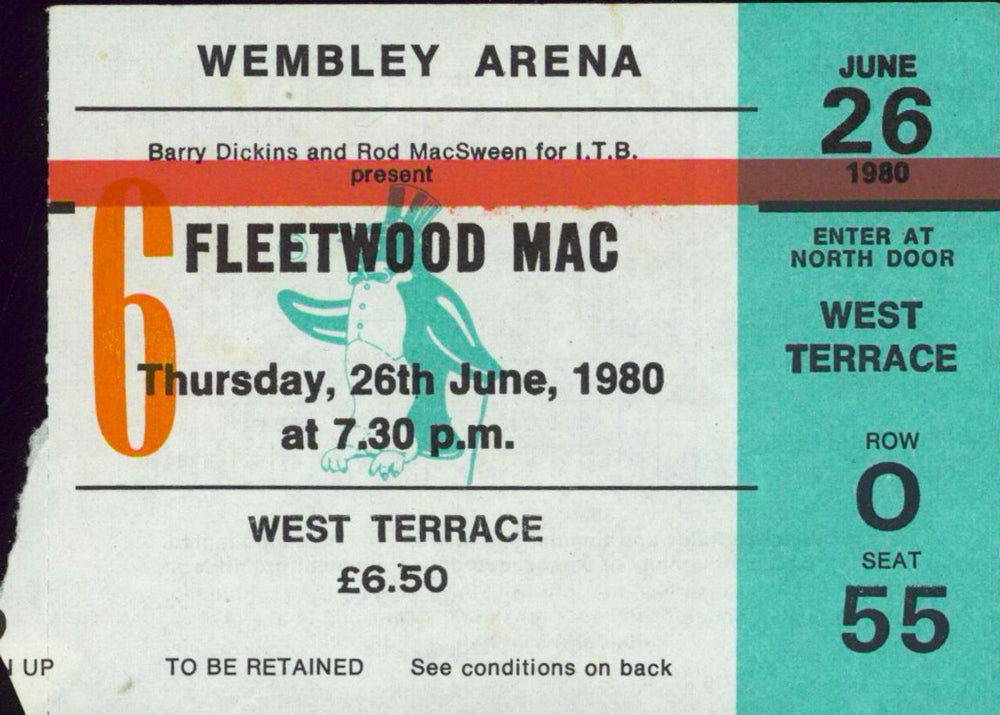 WEMBLEY ARENA
Barry Dickins and Rod MacSween for I.T.B.
present
6
FLEETWOOD MAC
Thursday, 26th June, 1980
at 7.30 p.m.
WEST TERRACE
£6.50
UP
TO BE RETAINED See conditions on back
JUNE
26
1980
ENTER AT
NORTH DOOR
WEST
TERRACE
ROW
O
SEAT
55